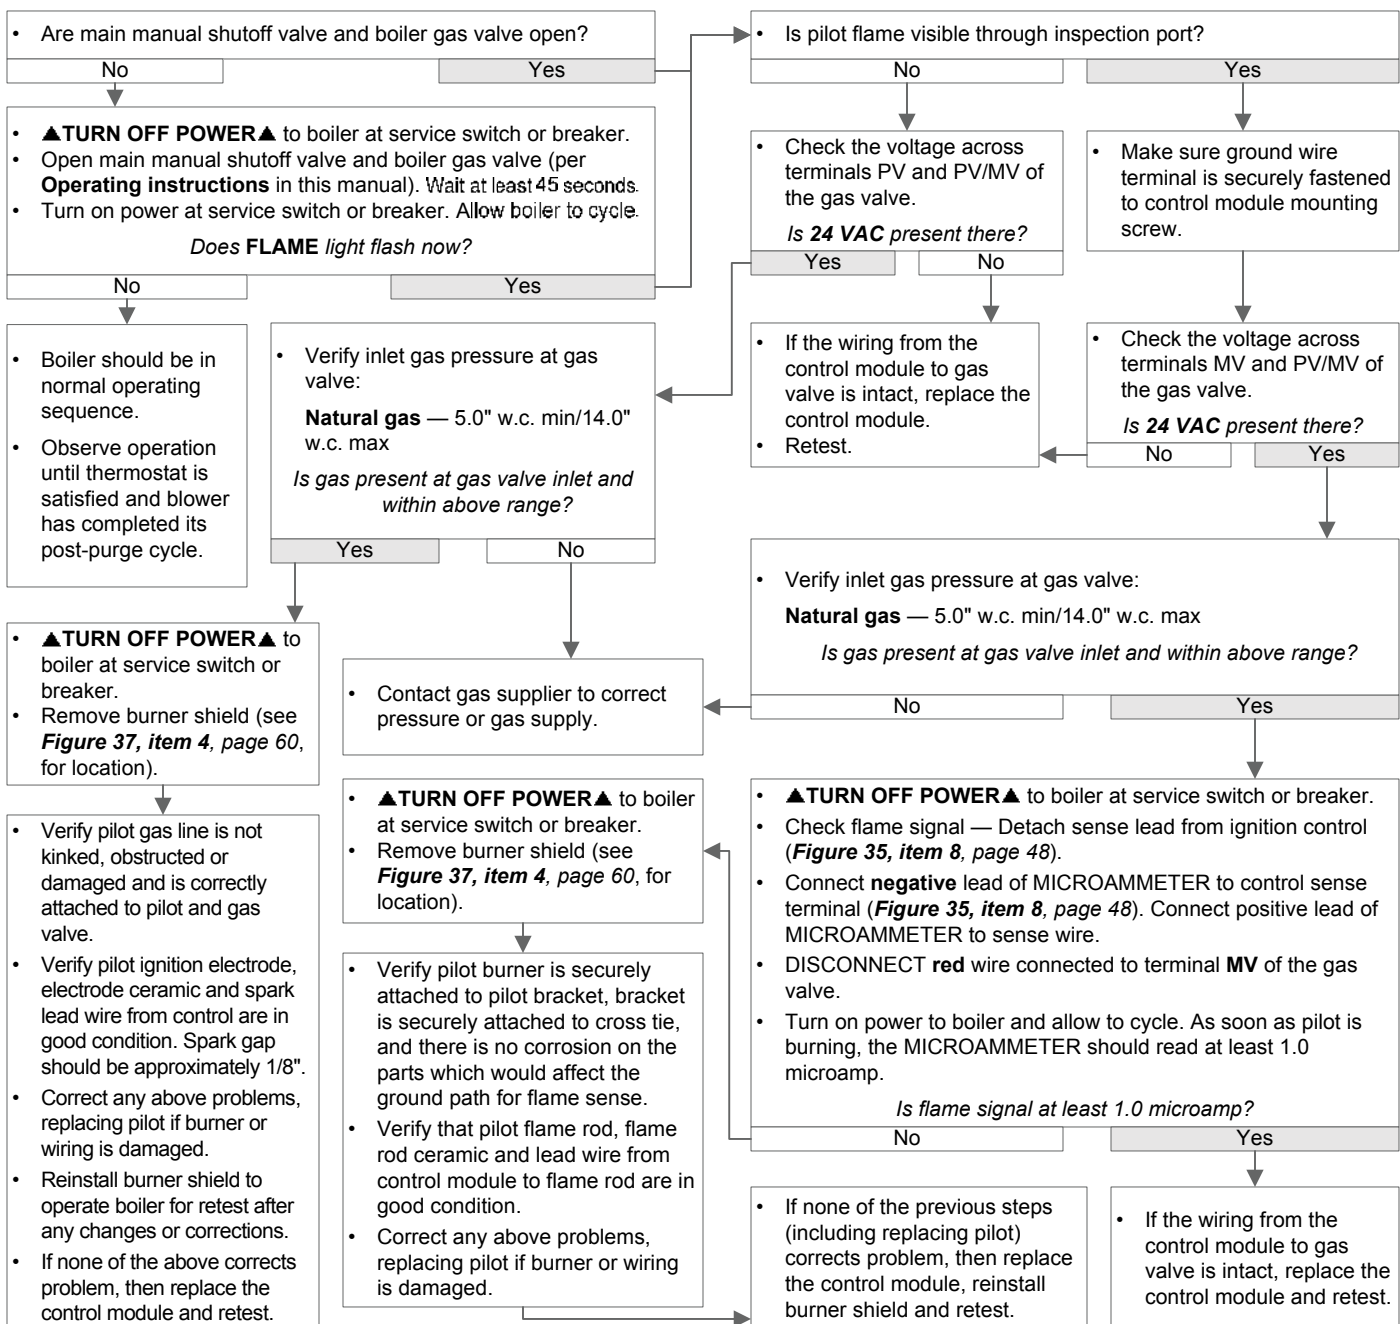 • Are main manual shutoff valve and boiler gas valve open?
No
Yes
• ▲TURN OFF POWER▲ to boiler at service switch or breaker.
• Open main manual shutoff valve and boiler gas valve (per
Operating instructions in this manual). Wait at least 45 seconds.
• Turn on power at service switch or breaker. Allow boiler to cycle.
Does FLAME light flash now?
No
Yes
• Boiler should be in
normal operating
sequence.
• Observe operation
until thermostat is
satisfied and blower
has completed its
post-purge cycle.
• Is pilot flame visible through inspection port?
No
Yes
• Check the voltage across
terminals PV and PV/MV of
the gas valve.
Is 24 VAC present there?
Yes
No
• Make sure ground wire
terminal is securely fastened
to control module mounting
screw.
• If the wiring from the
control module to gas
valve is intact, replace the
control module.
• Retest.
• Check the voltage across
terminals MV and PV/MV of
the gas valve.
Is 24 VAC present there?
No
Yes
• Verify inlet gas pressure at gas
valve:
Natural gas — 5.0" w.c. min/14.0"
w.c. max
Is gas present at gas valve inlet and
within above range?
Yes
No
• Verify inlet gas pressure at gas valve:
Natural gas — 5.0" w.c. min/14.0" w.c. max
Is gas present at gas valve inlet and within above range?
No
Yes
• Contact gas supplier to correct
pressure or gas supply.
• ▲TURN OFF POWER▲ to
boiler at service switch or
breaker.
• Remove burner shield (see
Figure 37, item 4, page 60,
for location).
• Verify pilot gas line is not
kinked, obstructed or
damaged and is correctly
attached to pilot and gas
valve.
• Verify pilot ignition electrode,
electrode ceramic and spark
lead wire from control are in
good condition. Spark gap
should be approximately 1/8".
• Correct any above problems,
replacing pilot if burner or
wiring is damaged.
• Reinstall burner shield to
operate boiler for retest after
any changes or corrections.
• If none of the above corrects
problem, then replace the
control module and retest.
• ▲TURN OFF POWER▲ to boiler
at service switch or breaker.
• Remove burner shield (see
Figure 37, item 4, page 60, for
location).
• Verify pilot burner is securely
attached to pilot bracket, bracket
is securely attached to cross tie,
and there is no corrosion on the
parts which would affect the
ground path for flame sense.
• Verify that pilot flame rod, flame
rod ceramic and lead wire from
control module to flame rod are in
good condition.
• Correct any above problems,
replacing pilot if burner or wiring
is damaged.
• ▲TURN OFF POWER▲ to boiler at service switch or breaker.
• Check flame signal — Detach sense lead from ignition control
(Figure 35, item 8, page 48).
• Connect negative lead of MICROAMMETER to control sense
terminal (Figure 35, item 8, page 48). Connect positive lead of
MICROAMMETER to sense wire.
• DISCONNECT red wire connected to terminal MV of the gas
valve.
• Turn on power to boiler and allow to cycle. As soon as pilot is
burning, the MICROAMMETER should read at least 1.0
microamp.
Is flame signal at least 1.0 microamp?
No
Yes
• If none of the previous steps
(including replacing pilot)
corrects problem, then replace
the control module, reinstall
burner shield and retest.
• If the wiring from the
control module to gas
valve is intact, replace the
control module and retest.